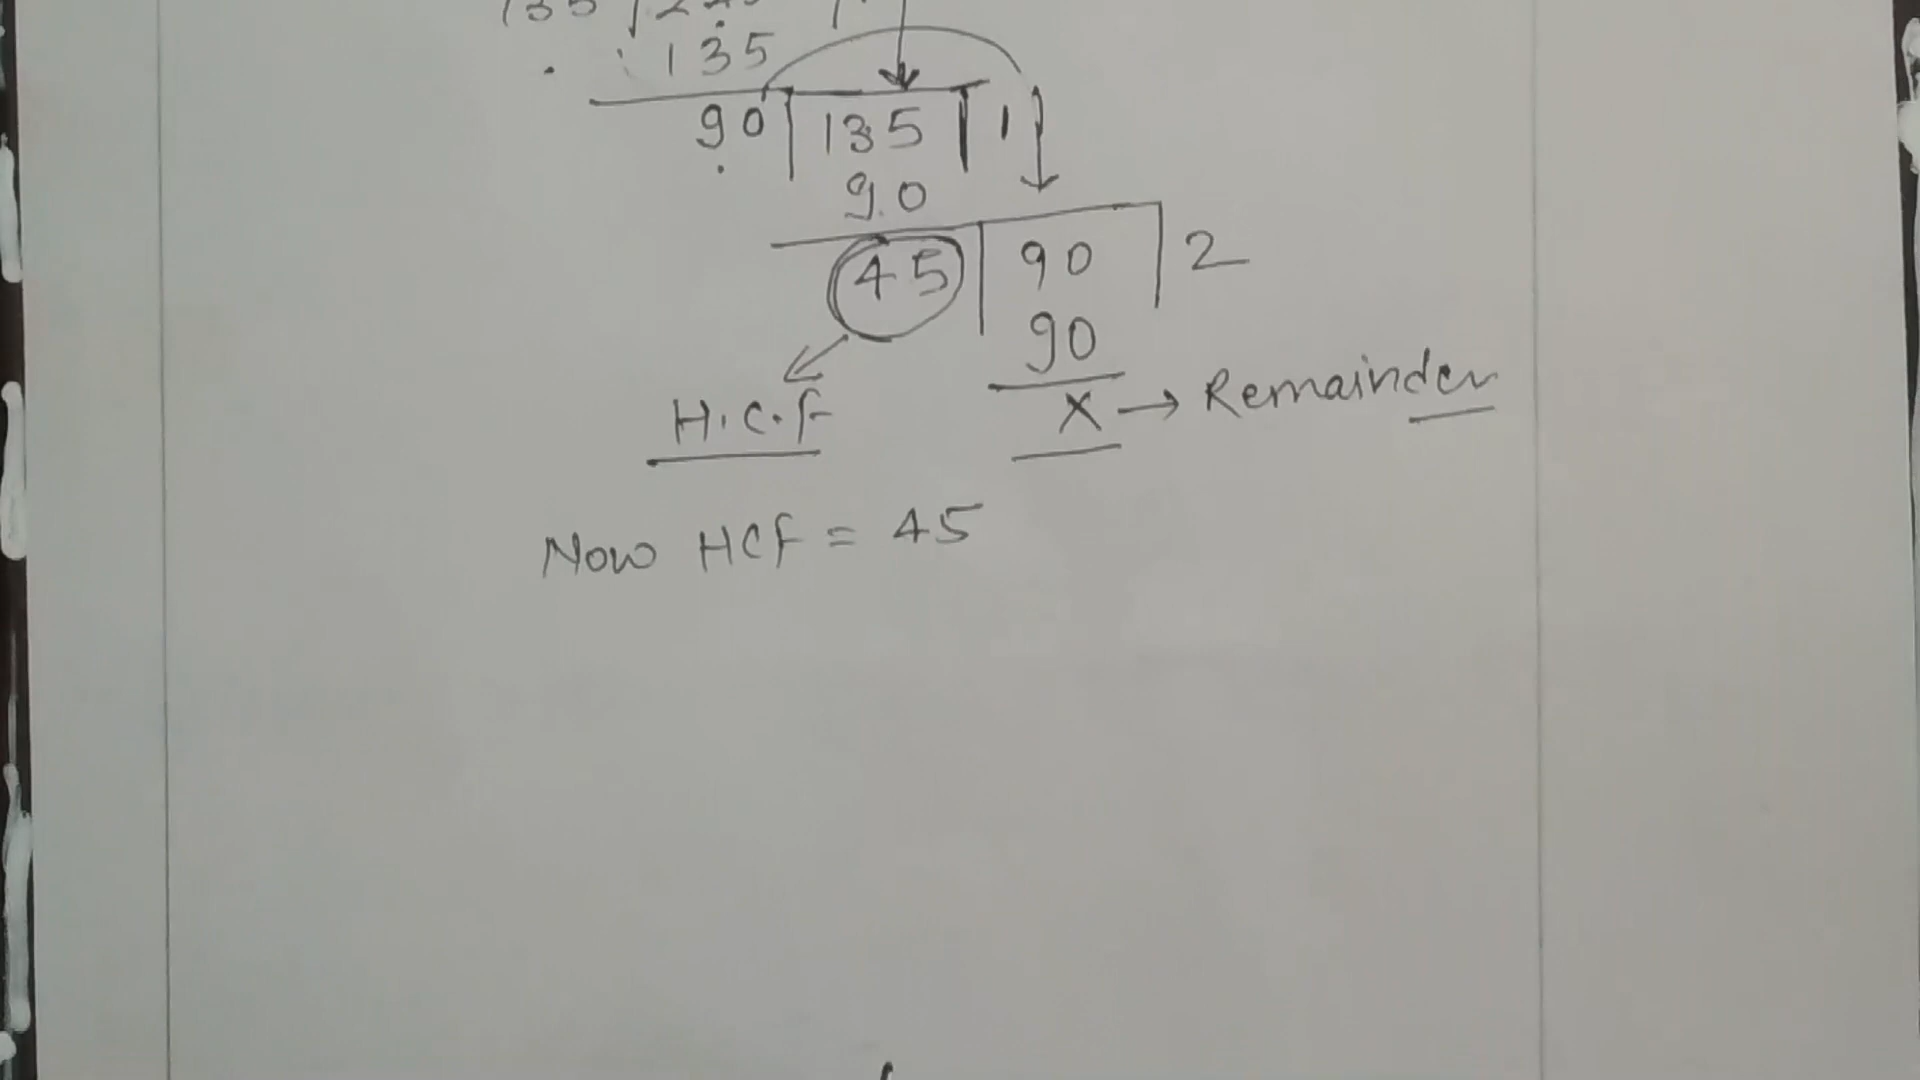 135
90 135 1
90
45 90 2
90
H.C.F X → Remainder
Now HCF = 45